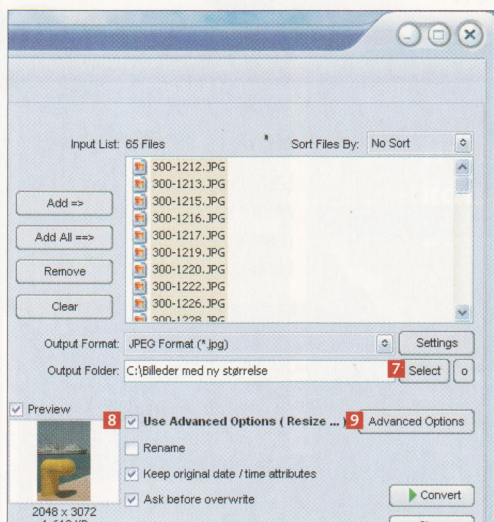 Input List: 65 Files Sort Files By: No Sort
300-1212.JPG
300-1213.JPG
300-1215.JPG
300-1216.JPG
300-1217.JPG
300-1219.JPG
300-1220.JPG
300-1222.JPG
300-1226.JPG
300-1228.JPG
Add =>
Add All ==>
Remove
Clear
Output Format: JPEG Format (*.jpg) Settings
Output Folder: C:\Billeder med ny størrelse 7 Select o
Preview
8 Use Advanced Options ( Resize ... ) 9 Advanced Options
Rename
Keep original date / time attributes
Ask before overwrite
Convert
2048 x 3072